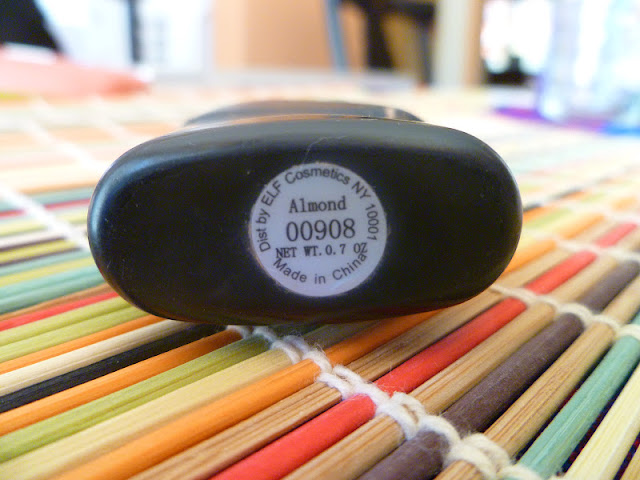 Dist by ELF Cosmetics NY 10001
Almond
00908
NET WT.0.7 OZ
Made in China